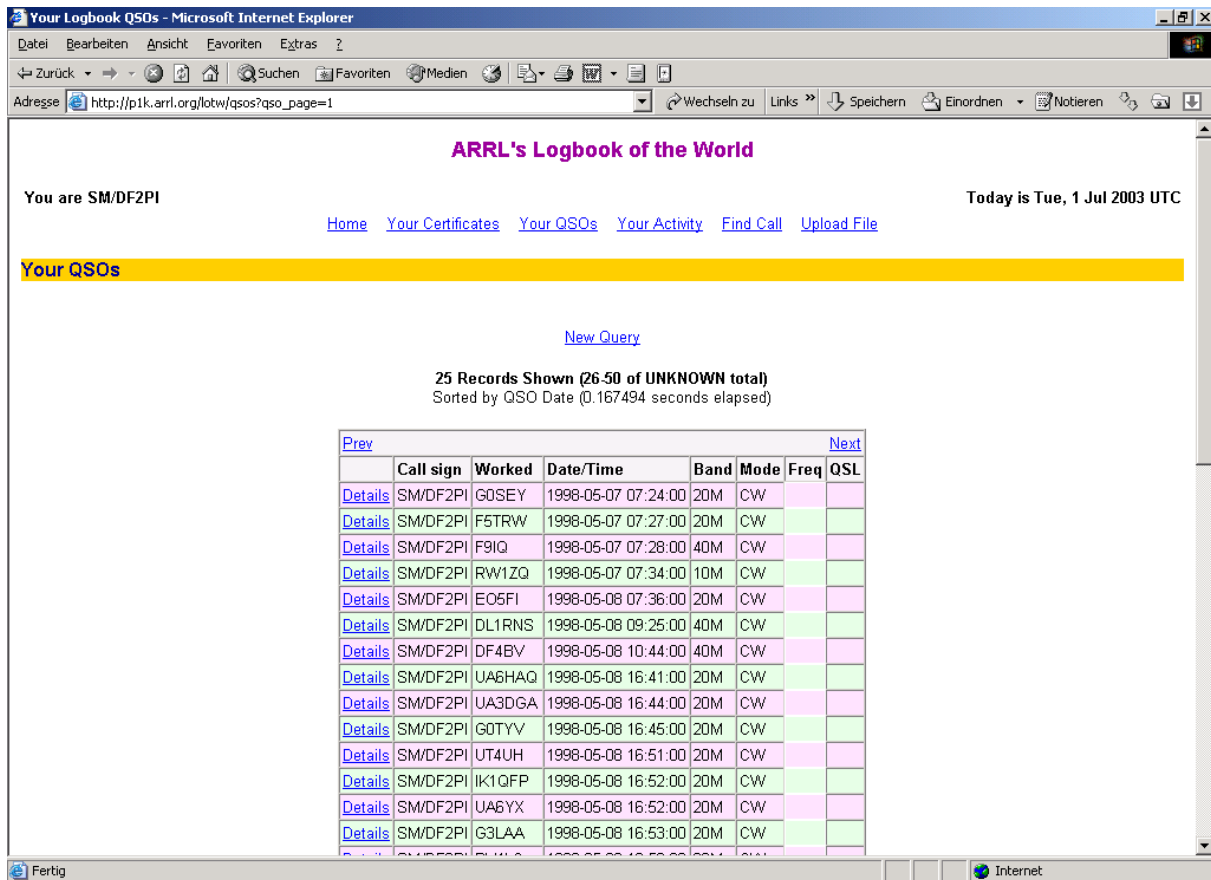 Your Logbook QSOs - Microsoft Internet Explorer
Datei Bearbeiten Ansicht Favoriten Extras ?
Zurück Suchen Favoriten Medien
Adresse http://p1k.arrl.org/lotw/qsos?qso_page=1 Wechseln zu Links » Speichern Einordnen Notieren
ARRL's Logbook of the World
You are SM/DF2PI Today is Tue, 1 Jul 2003 UTC
Home Your Certificates Your QSOs Your Activity Find Call Upload File
Your QSOs
New Query
25 Records Shown (26-50 of UNKNOWN total)
Sorted by QSO Date (0.167494 seconds elapsed)
Prev Next
Call sign Worked Date/Time Band Mode Freq QSL
Details SM/DF2PI G0SEY 1998-05-07 07:24:00 20M CW
Details SM/DF2PI F5TRW 1998-05-07 07:27:00 20M CW
Details SM/DF2PI F9IQ 1998-05-07 07:28:00 40M CW
Details SM/DF2PI RW1ZQ 1998-05-07 07:34:00 10M CW
Details SM/DF2PI EO5FI 1998-05-08 07:36:00 20M CW
Details SM/DF2PI DL1RNS 1998-05-08 09:25:00 40M CW
Details SM/DF2PI DF4BV 1998-05-08 10:44:00 40M CW
Details SM/DF2PI UA6HAQ 1998-05-08 16:41:00 20M CW
Details SM/DF2PI UA3DGA 1998-05-08 16:44:00 20M CW
Details SM/DF2PI G0TYV 1998-05-08 16:45:00 20M CW
Details SM/DF2PI UT4UH 1998-05-08 16:51:00 20M CW
Details SM/DF2PI IK1QFP 1998-05-08 16:52:00 20M CW
Details SM/DF2PI UA6YX 1998-05-08 16:52:00 20M CW
Details SM/DF2PI G3LAA 1998-05-08 16:53:00 20M CW
Fertig Internet